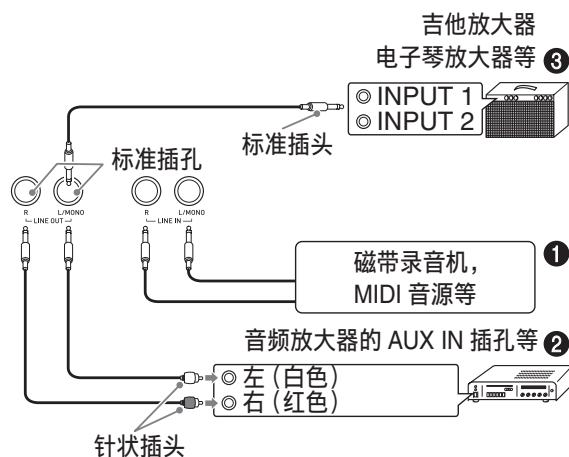 吉他放大器
电子琴放大器等 ❸
INPUT 1
INPUT 2
标准插头
标准插孔
R L/MONO
LINE OUT
R L/MONO
LINE IN
磁带录音机，
MIDI 音源等
❶
音频放大器的 AUX IN 插孔等 ❷
左（白色）
右（红色）
针状插头